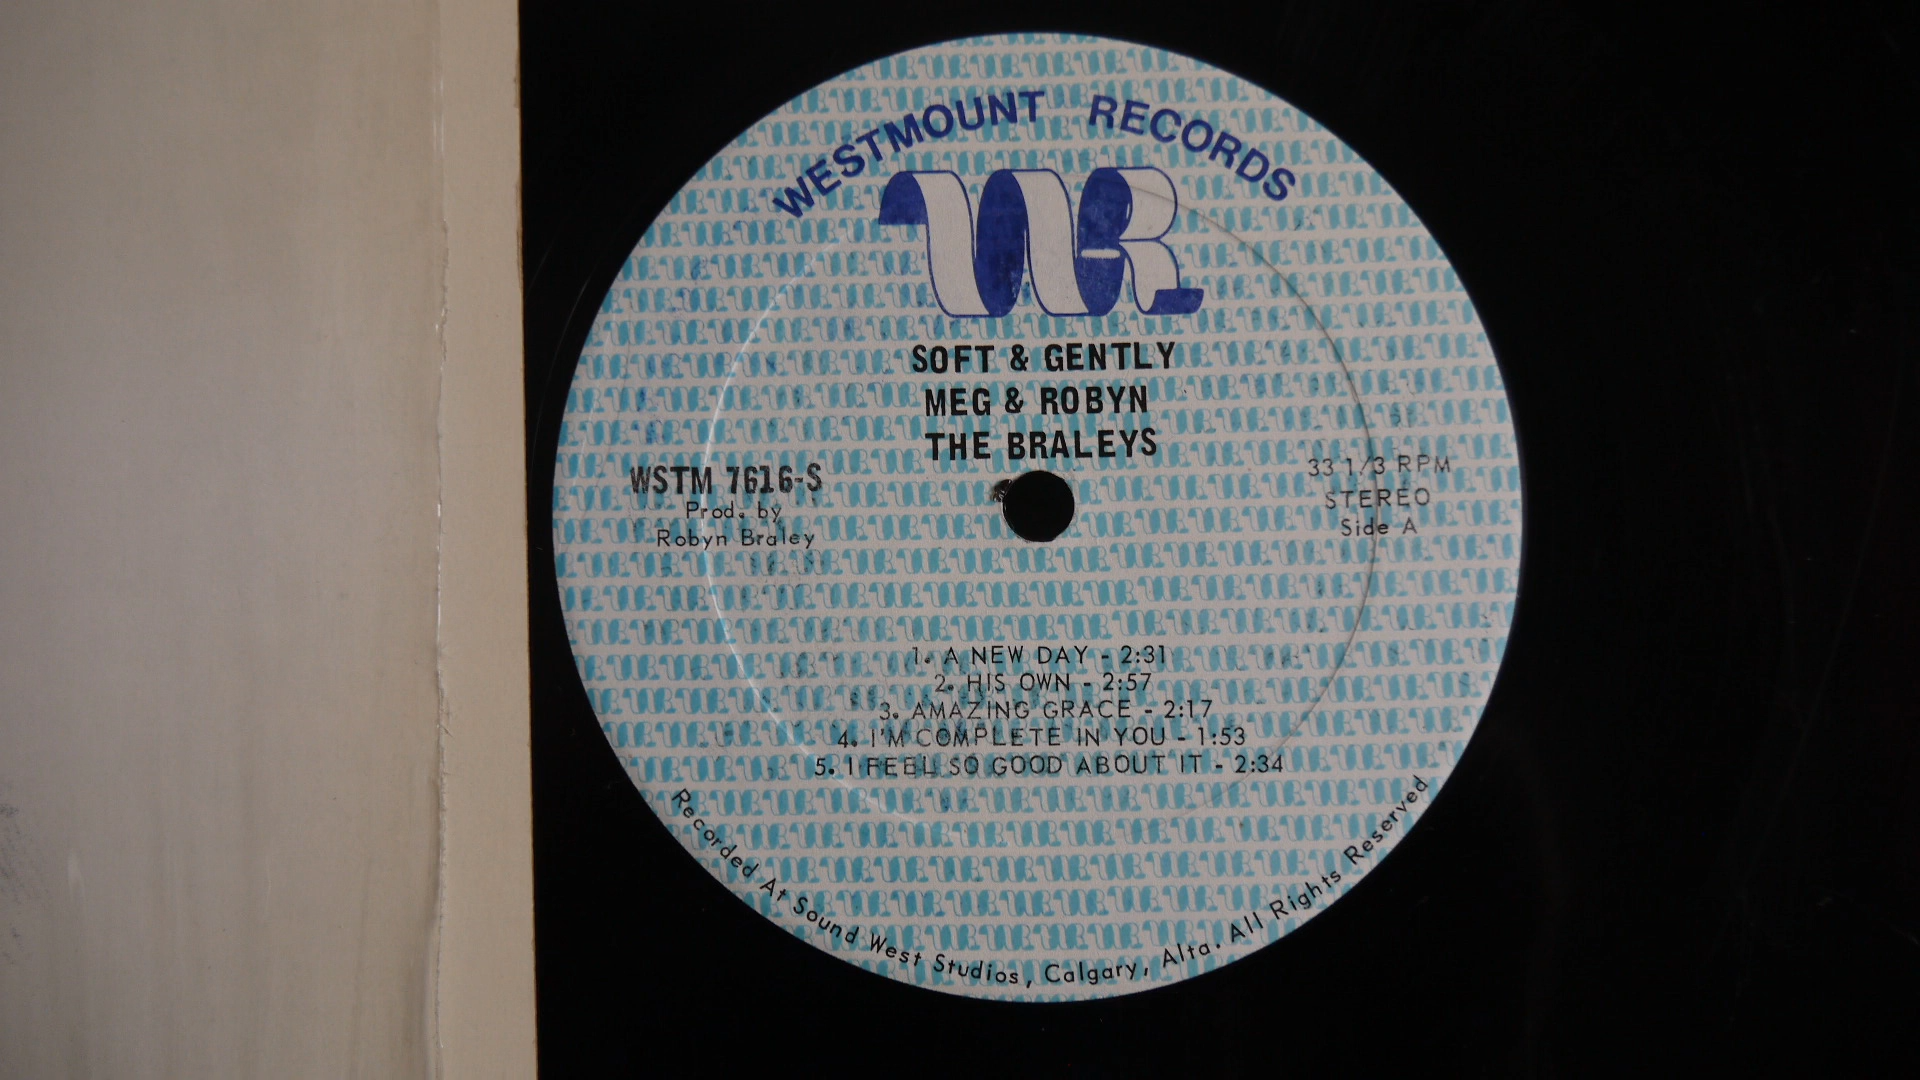 WESTMOUNT RECORDS
WR
SOFT & GENTLY
MEG & ROBYN
THE BRALEYS
WSTM 7616-S
Prod. by
Robyn Braley
33 1/3 RPM
STEREO
Side A
1. A NEW DAY - 2:31
2. HIS OWN - 2:57
3. AMAZING GRACE - 2:17
4. I'M COMPLETE IN YOU - 1:53
5. I FEEL SO GOOD ABOUT IT - 2:34
Recorded At Sound West Studios, Calgary, Alta. All Rights Reserved